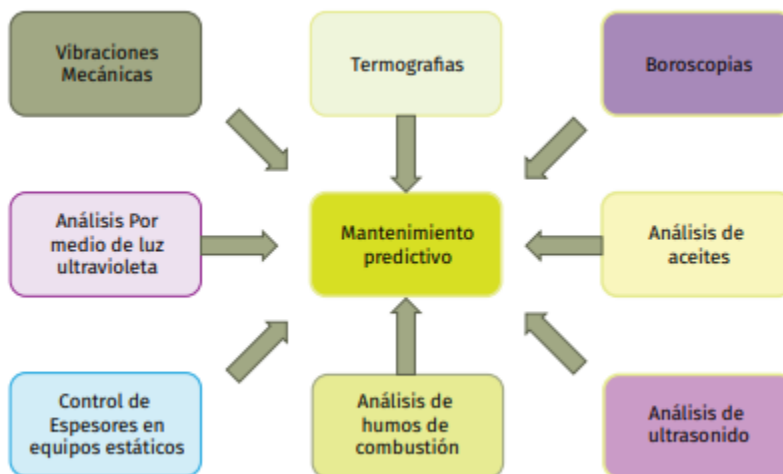 Vibraciones
Mecánicas
Termografias
Boroscopias
Análisis Por
medio de luz
ultravioleta
Mantenimiento
predictivo
Análisis de
aceites
Control de
Espesores en
equipos estáticos
Análisis de
humos de
combustión
Análisis de
ultrasonido